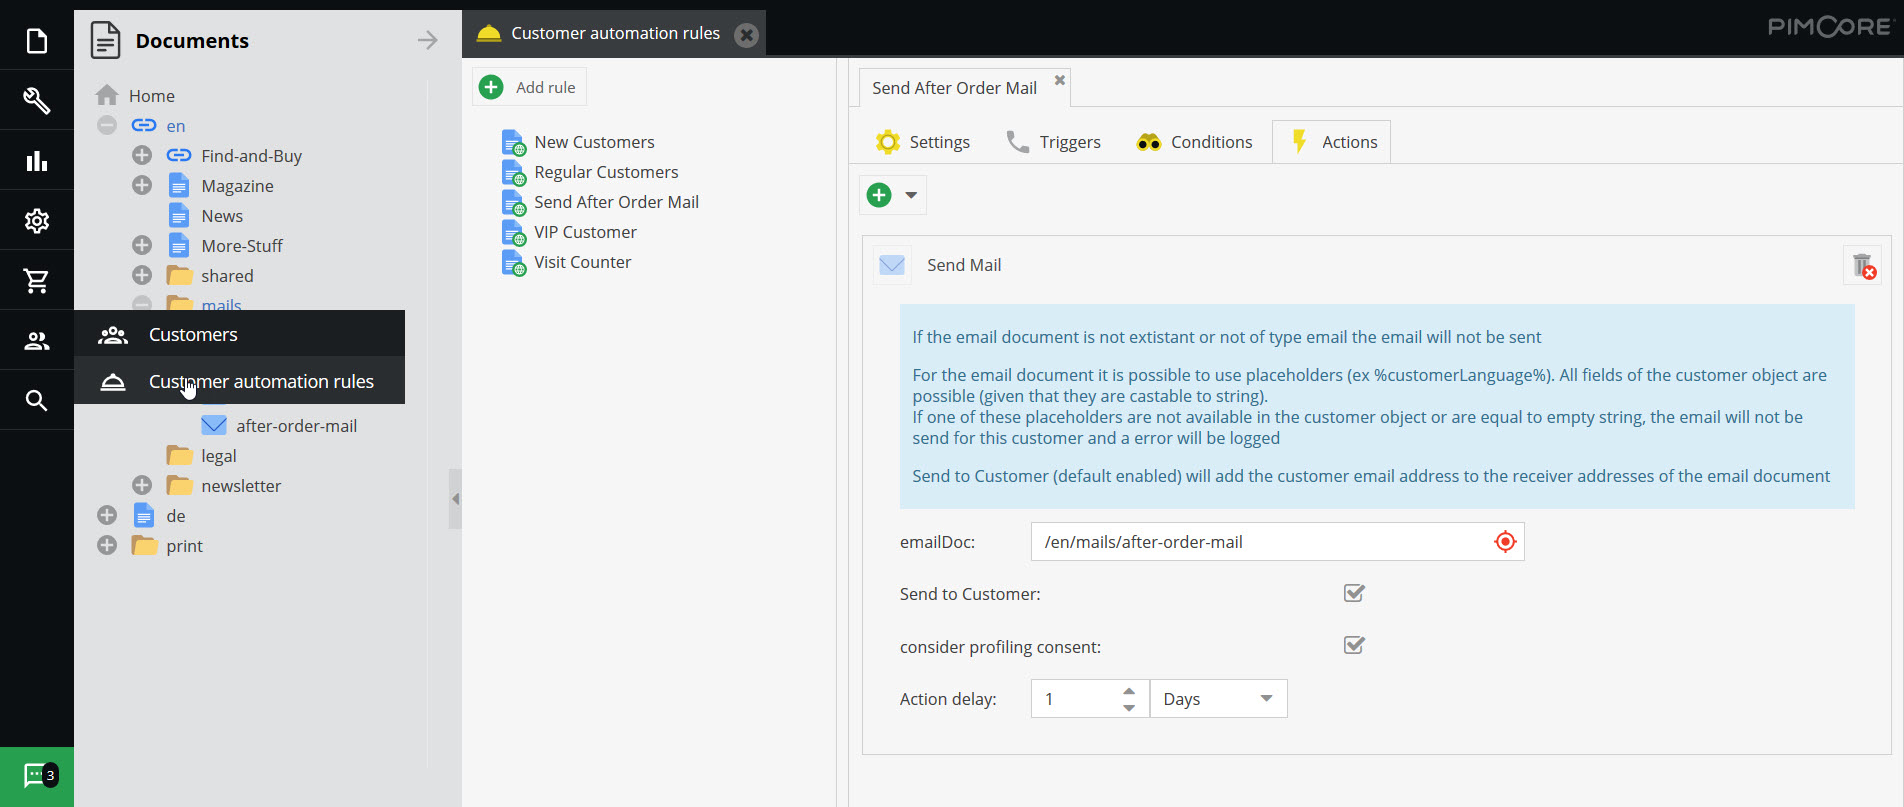 Documents
Home
en
Find-and-Buy
Magazine
News
More-Stuff
shared
mails
Customers
Customer automation rules
after-order-mail
legal
newsletter
de
print
3
Customer automation rules
PIMCORE
Add rule
New Customers
Regular Customers
Send After Order Mail
VIP Customer
Visit Counter
Send After Order Mail
Settings
Triggers
Conditions
Actions
Send Mail
If the email document is not extistant or not of type email the email will not be sent
For the email document it is possible to use placeholders (ex %customerLanguage%). All fields of the customer object are
possible (given that they are castable to string).
If one of these placeholders are not available in the customer object or are equal to empty string, the email will not be
send for this customer and a error will be logged
Send to Customer (default enabled) will add the customer email address to the receiver addresses of the email document
emailDoc: /en/mails/after-order-mail
Send to Customer:
consider profiling consent:
Action delay: 1 Days